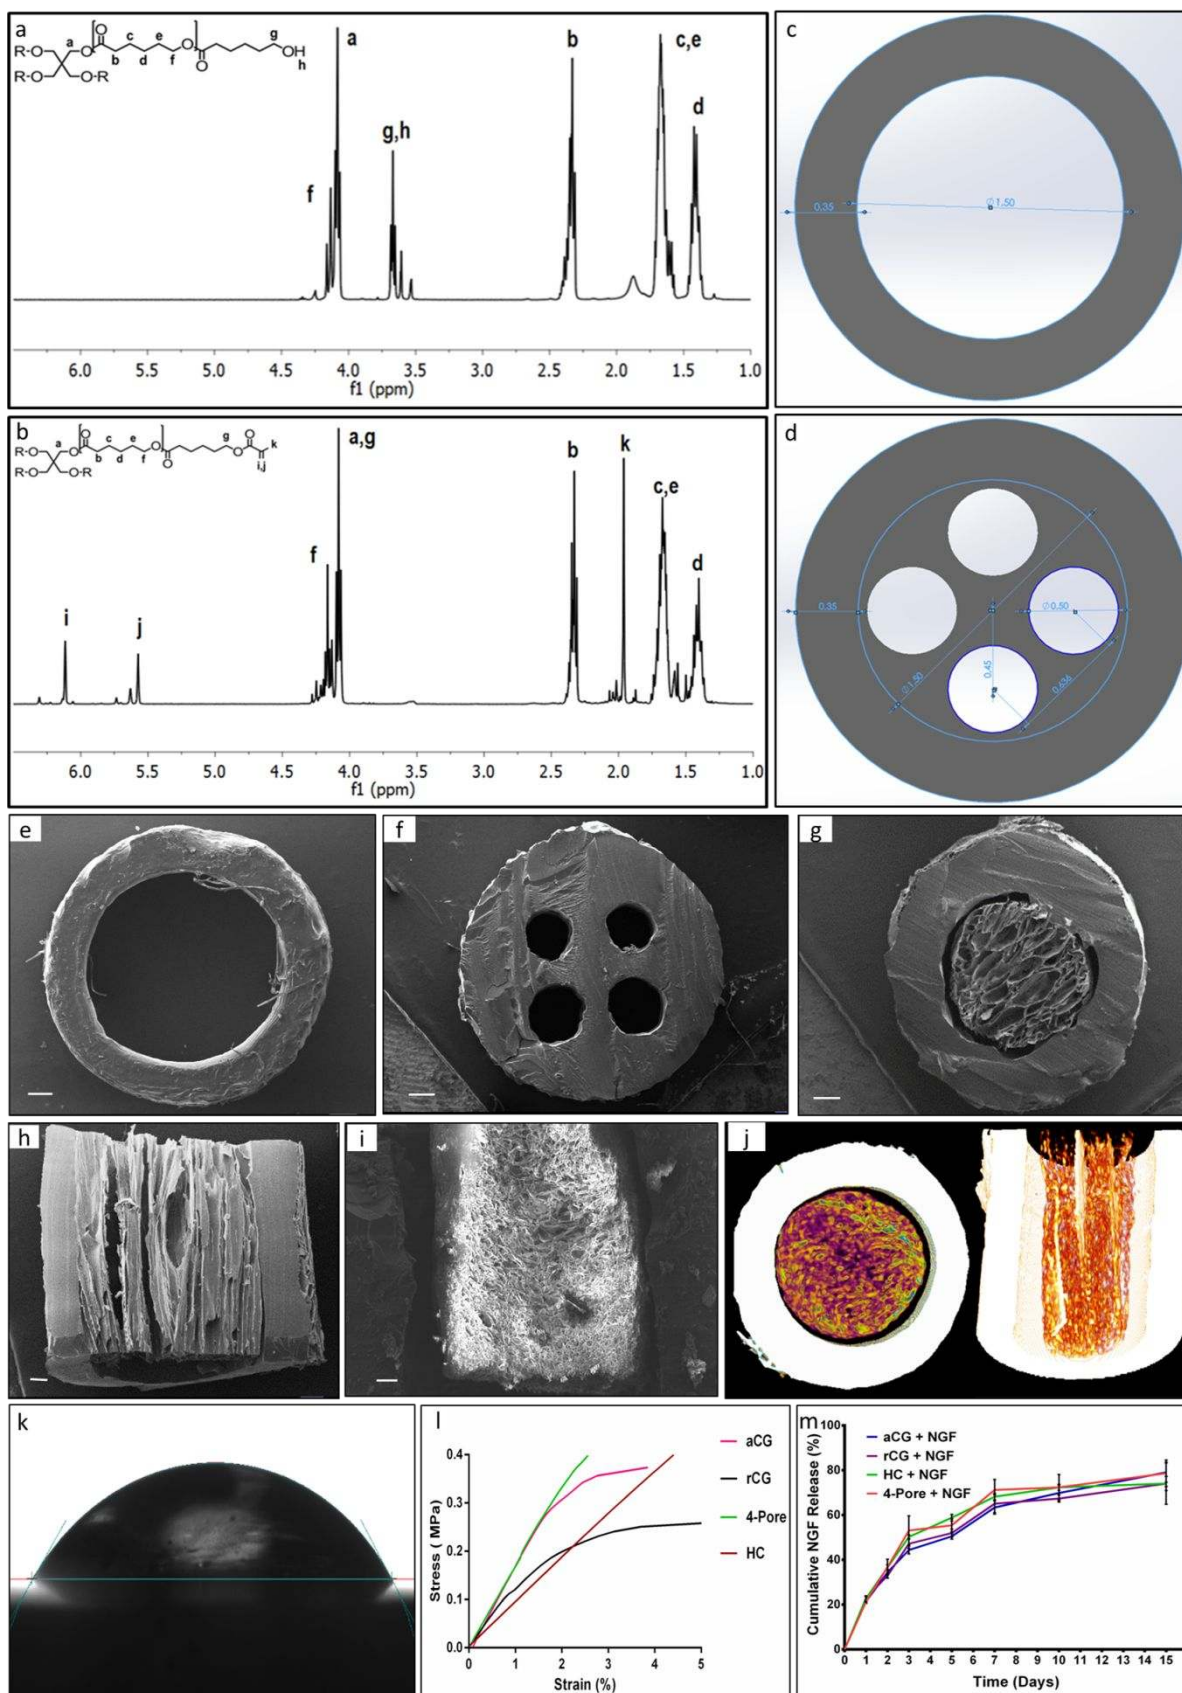 a
O
a
c
e
O
g
R-O
O
O
OH
b
d
f
O
h
R-O
O-R
f
a
g,h
b
c,e
d
6.0 5.5 5.0 4.5 4.0 3.5 3.0 2.5 2.0 1.5 1.0
f1 (ppm)
b
O
a
c
e
O
g
O
k
R-O
O
O
O
b
d
f
O
i,j
R-O
O-R
i
j
f
a,g
b
k
c,e
d
6.0 5.5 5.0 4.5 4.0 3.5 3.0 2.5 2.0 1.5 1.0
f1 (ppm)
c
0.35
∅1.50
d
0.35
∅0.50
0.45
∅1.50
0.636
e
f
g
h
i
j
k
l
0.4
0.3
0.2
0.1
0.0
Stress ( MPa)
0 1 2 3 4 5
Strain (%)
aCG
rCG
4-Pore
HC
m
100
80
60
40
20
0
Cumulative NGF Release (%)
aCG + NGF
rCG + NGF
HC + NGF
4-Pore + NGF
0 1 2 3 4 5 6 7 8 9 10 11 12 13 14 15
Time (Days)